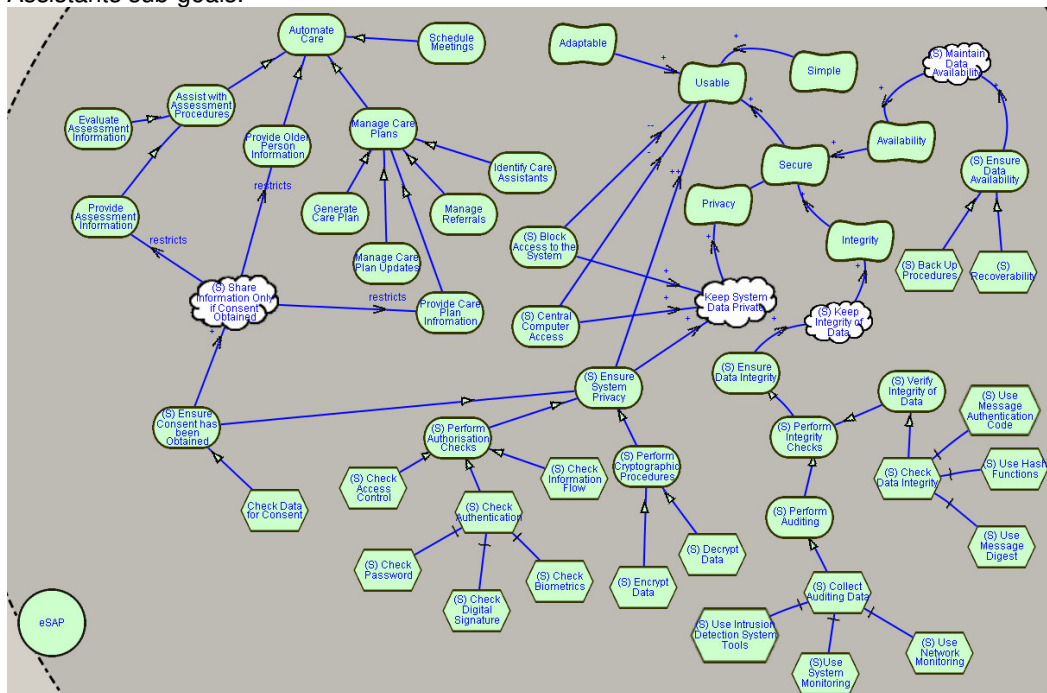 Assistants sub-goals.
Automate
Care
Schedule
Meetings
Adaptable
Usable
Simple
(S) Maintain
Data
Availability
Evaluate
Assessment
Information
Assist with
Assessment
Procedures
Provide Older
Person
Information
Manage Care
Plans
Identify Care
Assistants
Secure
Availability
(S) Ensure
Data
Availability
Provide
Assessment
Information
restricts
Generate
Care Plan
Manage
Referrals
Privacy
Integrity
restricts
Manage Care
Plan Updates
(S) Block
Access to the
System
(S) Back Up
Procedures
(S)
Recoverability
(S) Share
Information Only
if Consent
Obtained
restricts
Provide Care
Plan Infromation
(S) Central
Computer
Access
Keep System
Data Private
(S) Keep
Integrity of
Data
(S) Ensure
System
Privacy
(S) Ensure
Data Integrity
(S) Verify
Integrity of
Data
(S) Ensure
Consent has
been
Obtained
(S) Perform
Authorisation
Checks
(S) Perform
Cryptographic
Procedures
(S) Perform
Integrity
Checks
(S) Use
Message
Authentication
Code
(S) Check
Access
Control
(S) Check
Information
Flow
(S) Check
Data Integrity
(S) Use Hash
Functions
Check Data
for Consent
(S) Check
Authentication
(S) Perform
Auditing
(S) Use
Message
Digest
(S) Check
Password
(S) Check
Digital
Signature
(S) Check
Biometrics
(S) Encrypt
Data
(S) Decrypt
Data
(S) Collect
Auditing Data
eSAP
(S) Use Intrusion
Detection System
Tools
(S)Use
System
Monitoring
(S) Use
Network
Monitoring
+
+
+
+
+
+
+
--
-
++
+
+
+
+
+
+
+
+